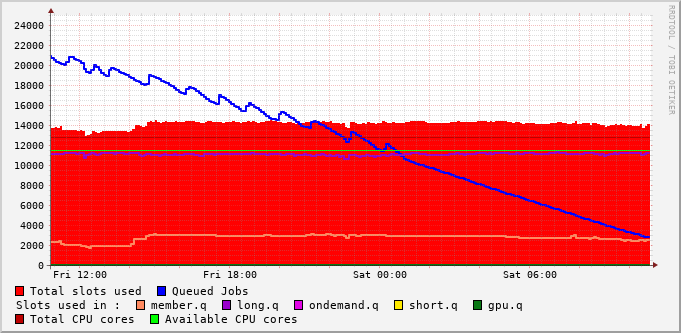 RRDTOOL / TOBI OETIKER
24000
22000
20000
18000
16000
14000
12000
10000
8000
6000
4000
2000
0
Fri 12:00 Fri 18:00 Sat 00:00 Sat 06:00
Total slots used Queued Jobs
Slots used in : member.q long.q ondemand.q short.q gpu.q
Total CPU cores Available CPU cores